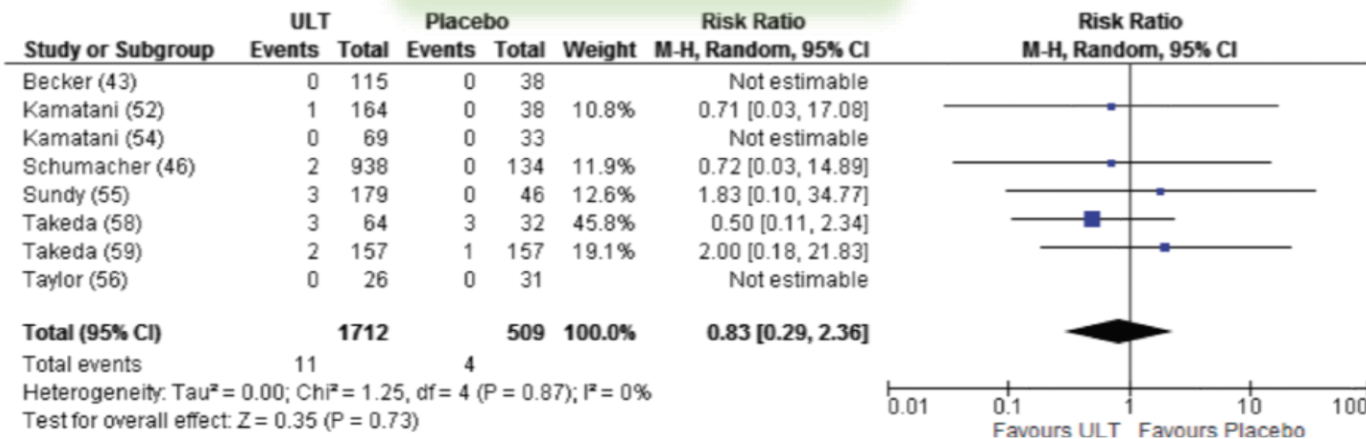 ULT Placebo Risk Ratio Risk Ratio
Study or Subgroup Events Total Events Total Weight M-H, Random, 95% CI M-H, Random, 95% CI
Becker (43) 0 115 0 38 Not estimable
Kamatani (52) 1 164 0 38 10.8% 0.71 [0.03, 17.08]
Kamatani (54) 0 69 0 33 Not estimable
Schumacher (46) 2 938 0 134 11.9% 0.72 [0.03, 14.89]
Sundy (55) 3 179 0 46 12.6% 1.83 [0.10, 34.77]
Takeda (58) 3 64 3 32 45.8% 0.50 [0.11, 2.34]
Takeda (59) 2 157 1 157 19.1% 2.00 [0.18, 21.83]
Taylor (56) 0 26 0 31 Not estimable
Total (95% CI) 1712 509 100.0% 0.83 [0.29, 2.36]
Total events 11 4
Heterogeneity: Tau² = 0.00; Chi² = 1.25, df = 4 (P = 0.87); I² = 0%
Test for overall effect: Z = 0.35 (P = 0.73)
0.01 0.1 1 10 100
Favours ULT Favours Placebo